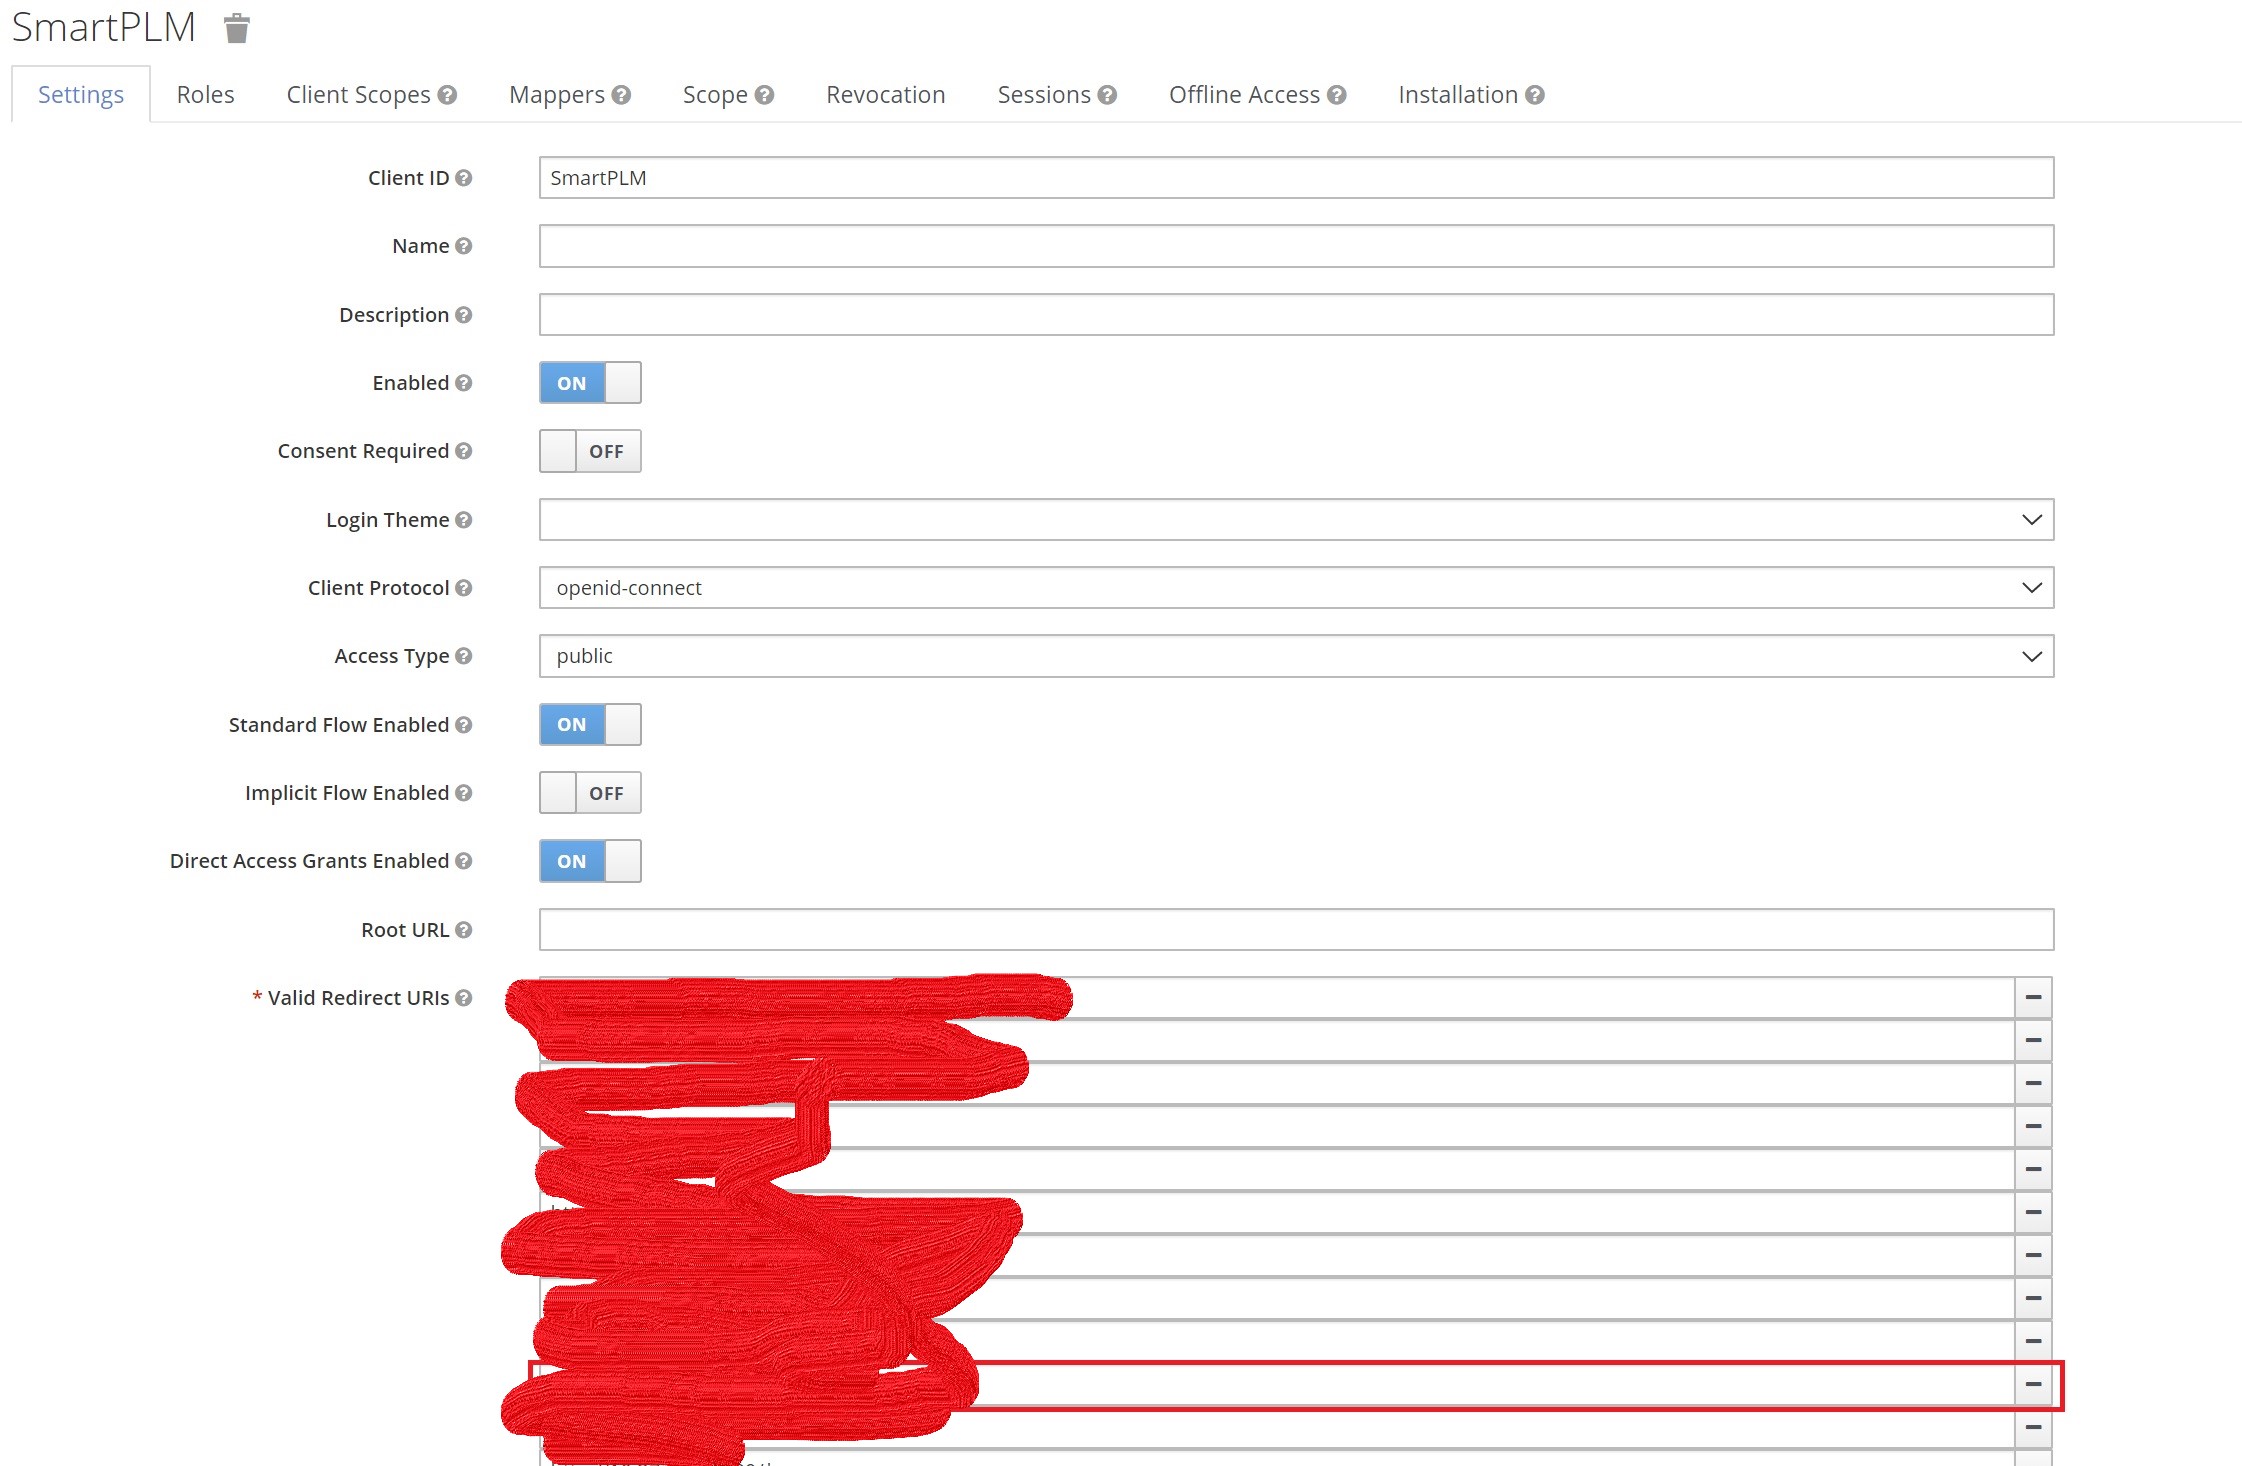 SmartPLM
Settings Roles Client Scopes Mappers Scope Revocation Sessions Offline Access Installation
Client ID SmartPLM
Name
Description
Enabled ON
Consent Required OFF
Login Theme
Client Protocol openid-connect
Access Type public
Standard Flow Enabled ON
Implicit Flow Enabled OFF
Direct Access Grants Enabled ON
Root URL
* Valid Redirect URIs